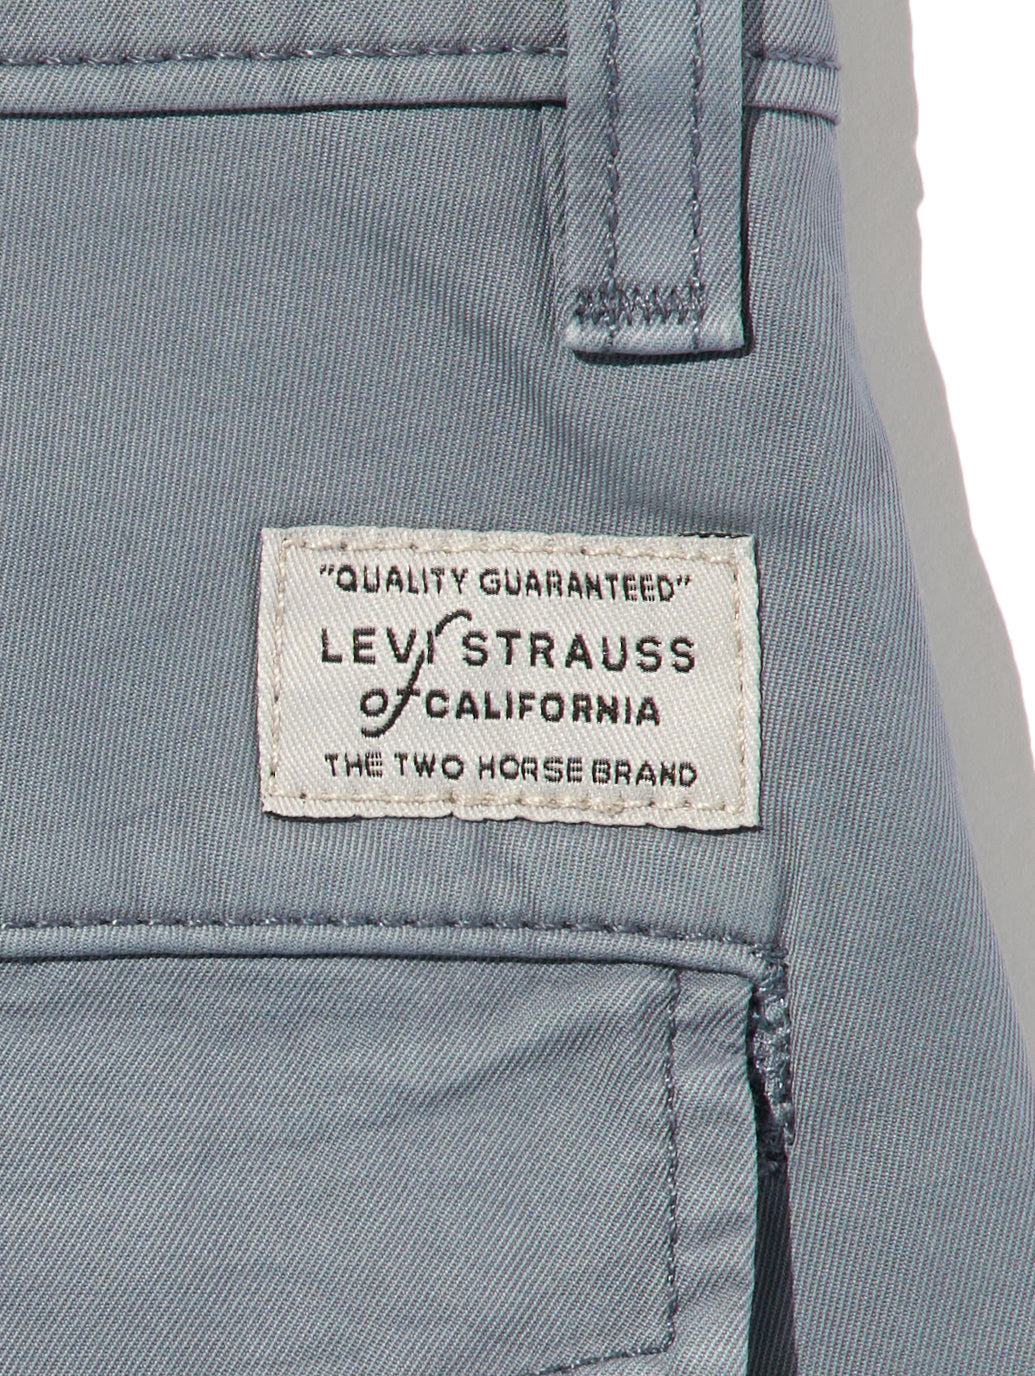 "QUALITY GUARANTEED"
LEVI STRAUSS
of CALIFORNIA
THE TWO HORSE BRAND